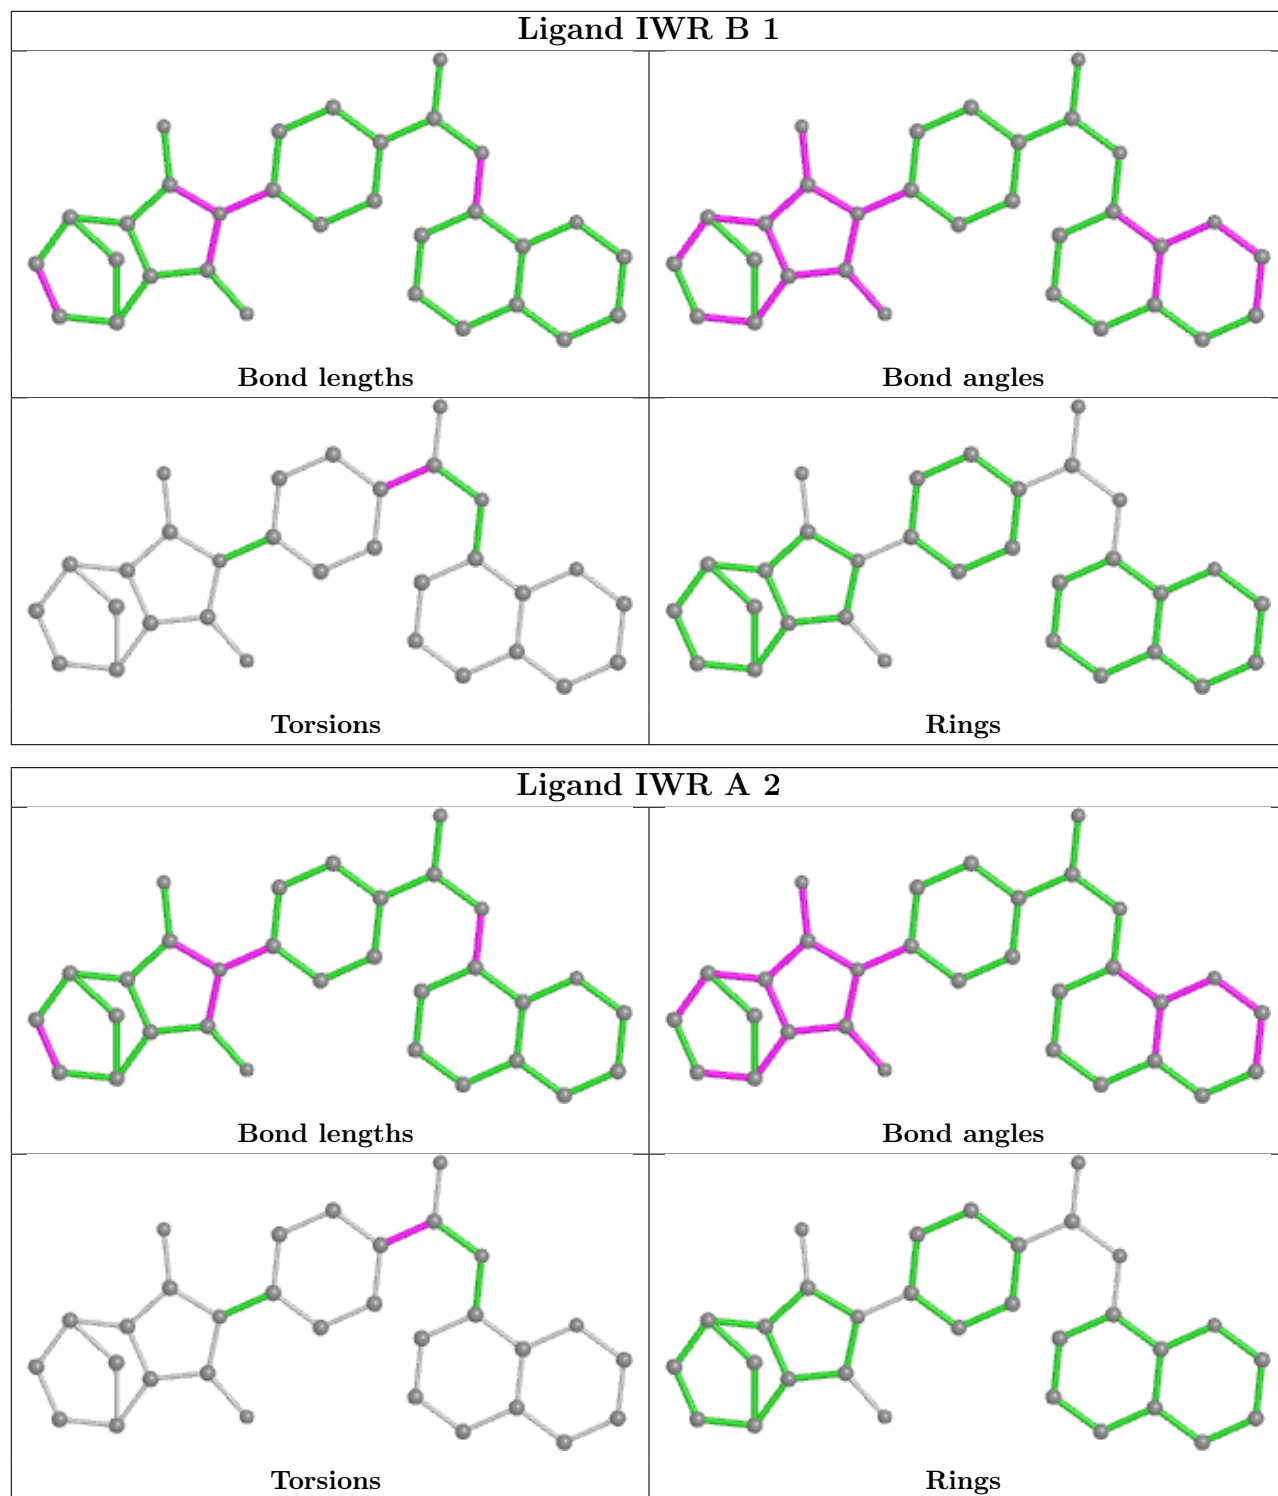 Ligand IWR B 1
Bond lengths
Bond angles
Torsions
Rings
Ligand IWR A 2
Bond lengths
Bond angles
Torsions
Rings